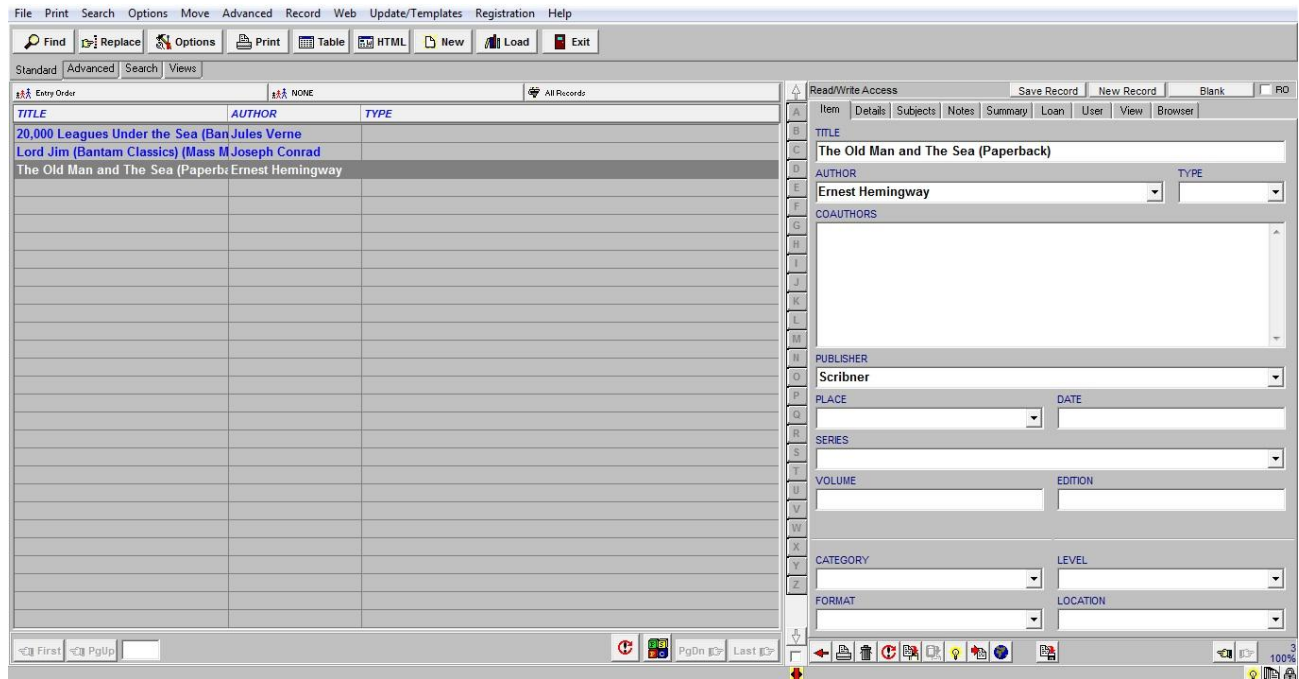 File Print Search Options Move Advanced Record Web Update/Templates Registration Help
Find Replace Options Print Table HTML New Load Exit
Standard Advanced Search Views
Entry Order NONE All Records
Read/Write Access Save Record New Record Blank RO
Item Details Subjects Notes Summary Loan User View Browser
TITLE AUTHOR TYPE
20,000 Leagues Under the Sea (Ban Jules Verne
Lord Jim (Bantam Classics) (Mass M Joseph Conrad
The Old Man and The Sea (Paperba Ernest Hemingway
A
B
C
D
E
F
G
H
I
J
K
L
M
N
O
P
Q
R
S
T
U
V
W
X
Y
Z
TITLE
The Old Man and The Sea (Paperback)
AUTHOR TYPE
Ernest Hemingway
COAUTHORS
PUBLISHER
Scribner
PLACE DATE
SERIES
VOLUME EDITION
CATEGORY LEVEL
FORMAT LOCATION
First PgUp PgDn Last
3
100%